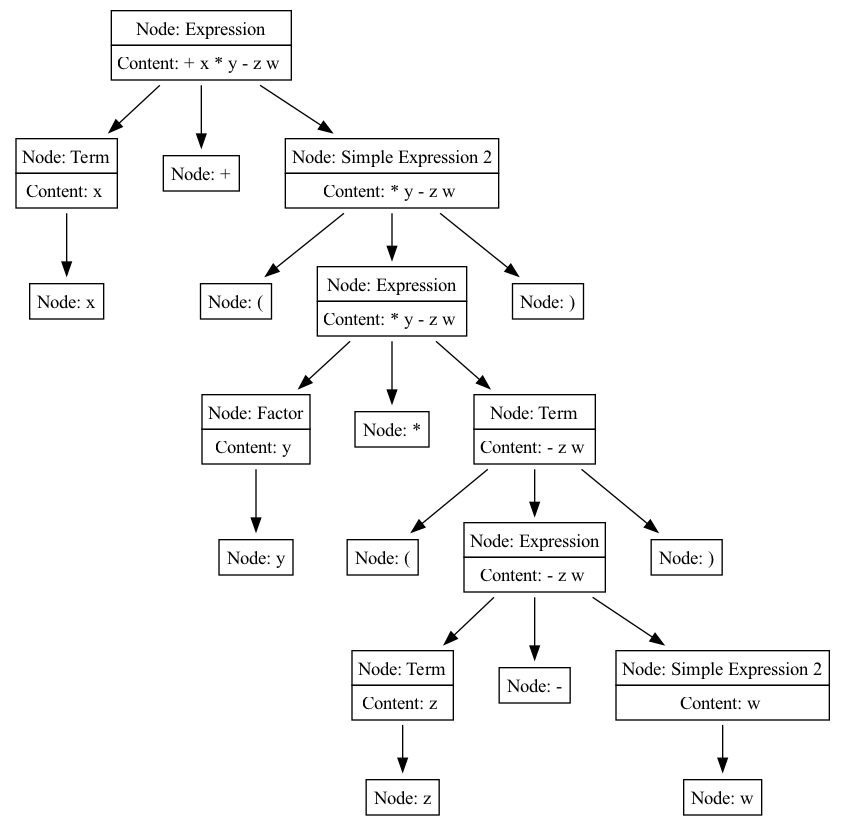 Node: Expression
Content: + x * y - z w
Node: Term
Content: x
Node: +
Node: Simple Expression 2
Content: * y - z w
Node: x
Node: (
Node: Expression
Content: * y - z w
Node: )
Node: Factor
Content: y
Node: *
Node: Term
Content: - z w
Node: y
Node: (
Node: Expression
Content: - z w
Node: )
Node: Term
Content: z
Node: -
Node: Simple Expression 2
Content: w
Node: z
Node: w